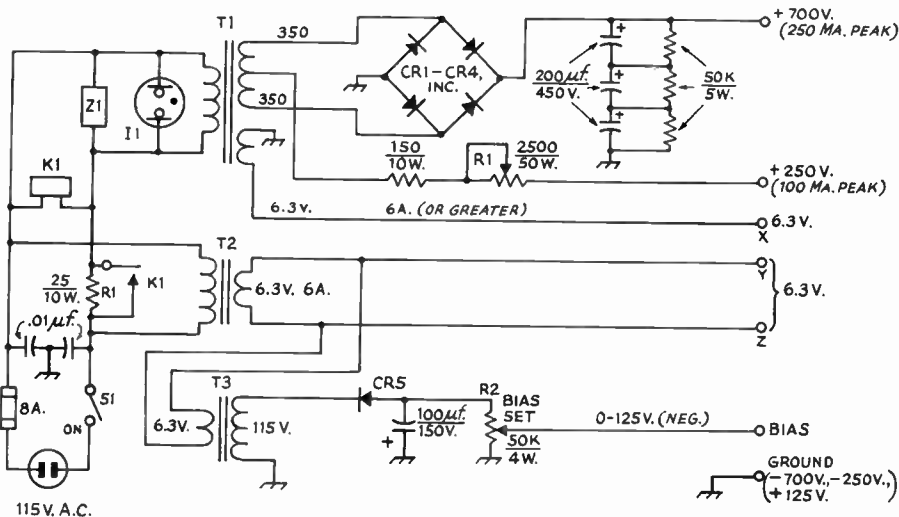 T1
350
350
CR1-CR4,
INC.
+ 700V.
(250 MA. PEAK)
200µf.
450V.
50K
5W.
Z1
I1
K1
150
10W.
R1
2500
50W.
+ 250V.
(100 MA. PEAK)
6.3V.
6A. (OR GREATER)
6.3V.
X
T2
25
10W.
R1
K1
6.3V. 6A.
Y
6.3V.
Z
.01µf.
8A.
S1
ON
115V. A.C.
T3
6.3V.
115V.
CR5
100µf.
150V.
R2
BIAS
SET
50K
4W.
0-125V. (NEG.)
BIAS
GROUND
(-700V.,-250V.,
+125V.)